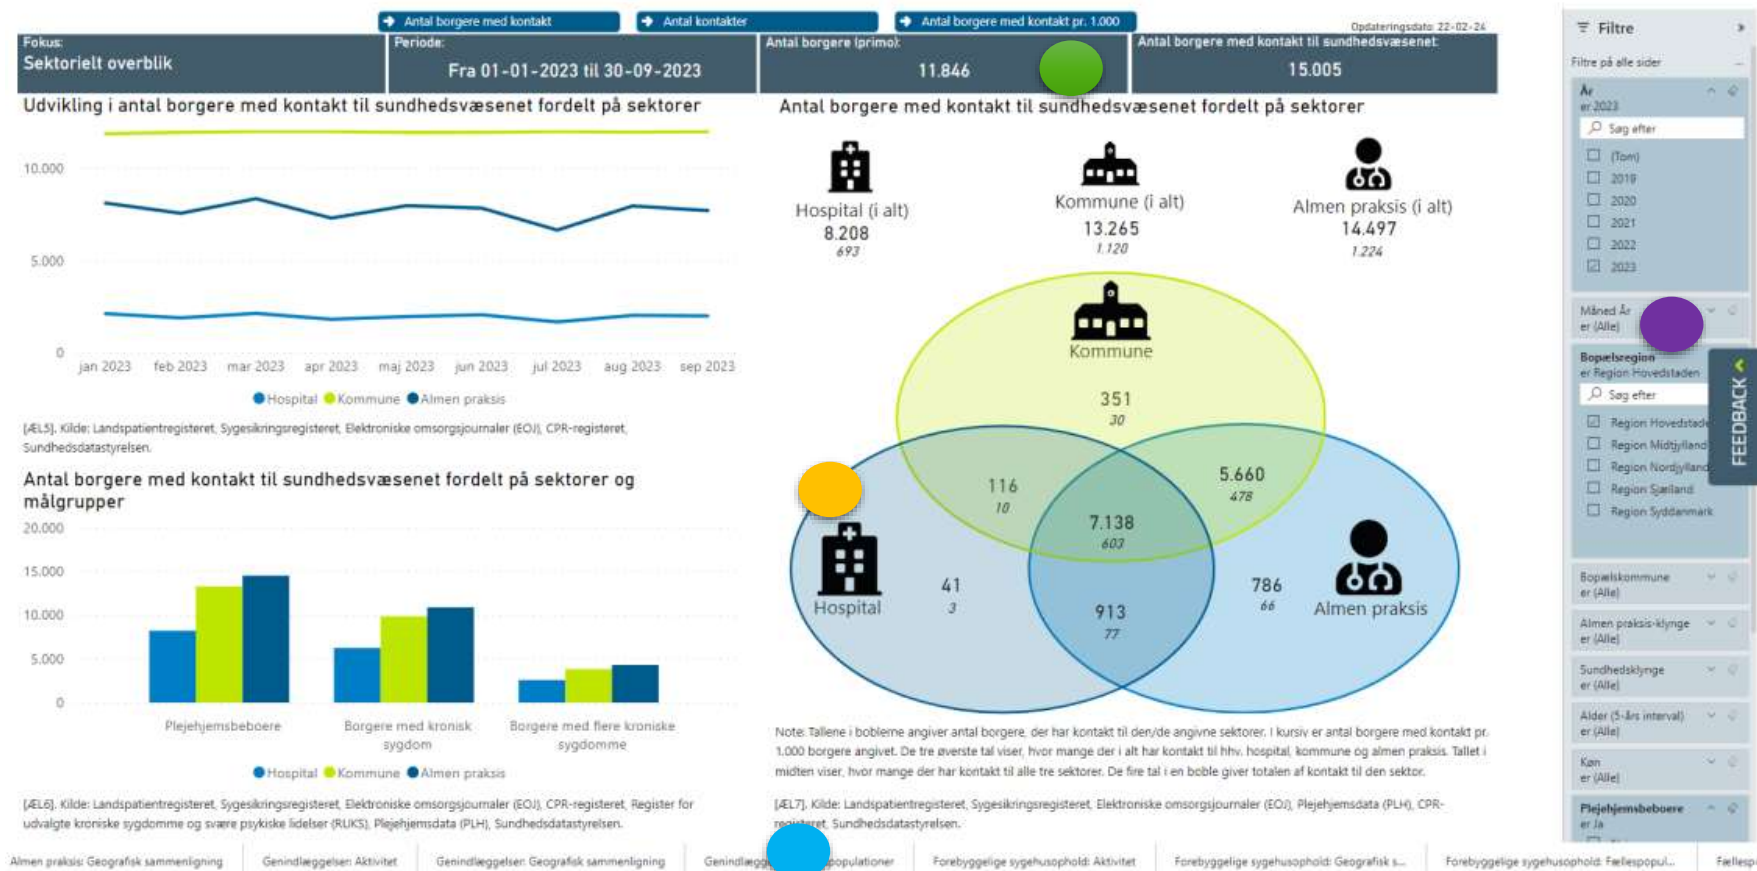 Antal borgere med kontakt
Antal kontakter
Antal borgere med kontakt pr. 1.000
Opdateringsdato: 22-02-24
Fokus:
Sektorielt overblik
Periode:
Fra 01-01-2023 til 30-09-2023
Antal borgere (primo):
11.846
Antal borgere med kontakt til sundhedsvæsenet:
15.005
Udvikling i antal borgere med kontakt til sundhedsvæsenet fordelt på sektorer
10.000
5.000
0
jan 2023 feb 2023 mar 2023 apr 2023 maj 2023 jun 2023 jul 2023 aug 2023 sep 2023
Hospital Kommune Almen praksis
[ÆL5]. Kilde: Landspatientregisteret, Sygesikringsregisteret, Elektroniske omsorgsjournaler (EOJ), CPR-registeret,
Sundhedsdatastyrelsen.
Antal borgere med kontakt til sundhedsvæsenet fordelt på sektorer og
målgrupper
20.000
15.000
10.000
5.000
0
Plejehjemsbeboere
Borgere med kronisk
sygdom
Borgere med flere kroniske
sygdomme
Hospital Kommune Almen praksis
[ÆL6]. Kilde: Landspatientregisteret, Sygesikringsregisteret, Elektroniske omsorgsjournaler (EOJ), CPR-registeret, Register for
udvalgte kroniske sygdomme og svære psykiske lidelser (RUKS), Plejehjemsdata (PLH), Sundhedsdatastyrelsen.
Antal borgere med kontakt til sundhedsvæsenet fordelt på sektorer
Hospital (i alt)
8.208
693
Kommune (i alt)
13.265
1.120
Almen praksis (i alt)
14.497
1.224
Kommune
351
30
116
10
5.660
478
7.138
603
Hospital
41
3
913
77
786
66
Almen praksis
Note: Tallene i boblerne angiver antal borgere, der har kontakt til den/de angivne sektorer. I kursiv er antal borgere med kontakt pr.
1.000 borgere angivet. De tre øverste tal viser, hvor mange der i alt har kontakt til hhv. hospital, kommune og almen praksis. Tallet i
midten viser, hvor mange der har kontakt til alle tre sektorer. De fire tal i en boble giver totalen af kontakt til den sektor.
[ÆL7]. Kilde: Landspatientregisteret, Sygesikringsregisteret, Elektroniske omsorgsjournaler (EOJ), Plejehjemsdata (PLH), CPR-
registeret, Sundhedsdatastyrelsen.
Filtre
Filtre på alle sider
År
er 2023
Søg efter
(Tom)
2019
2020
2021
2022
2023
Måned År
er (Alle)
Bopælsregion
er Region Hovedstaden
Søg efter
Region Hovedstade
Region Midtjylland
Region Nordjylland
Region Sjælland
Region Syddanmark
FEEDBACK
Bopælskommune
er (Alle)
Almen praksis-klynge
er (Alle)
Sundhedsklynge
er (Alle)
Alder (5-års interval)
er (Alle)
Køn
er (Alle)
Plejehjemsbeboere
er Ja
Almen praksis: Geografisk sammenligning
Genindlæggelser: Aktivitet
Genindlæggelser: Geografisk sammenligning
Genindlægg populationer
Forebyggelige sygehusophold: Aktivitet
Forebyggelige sygehusophold: Geografisk s...
Forebyggelige sygehusophold: Fællespopul...
Fællesp